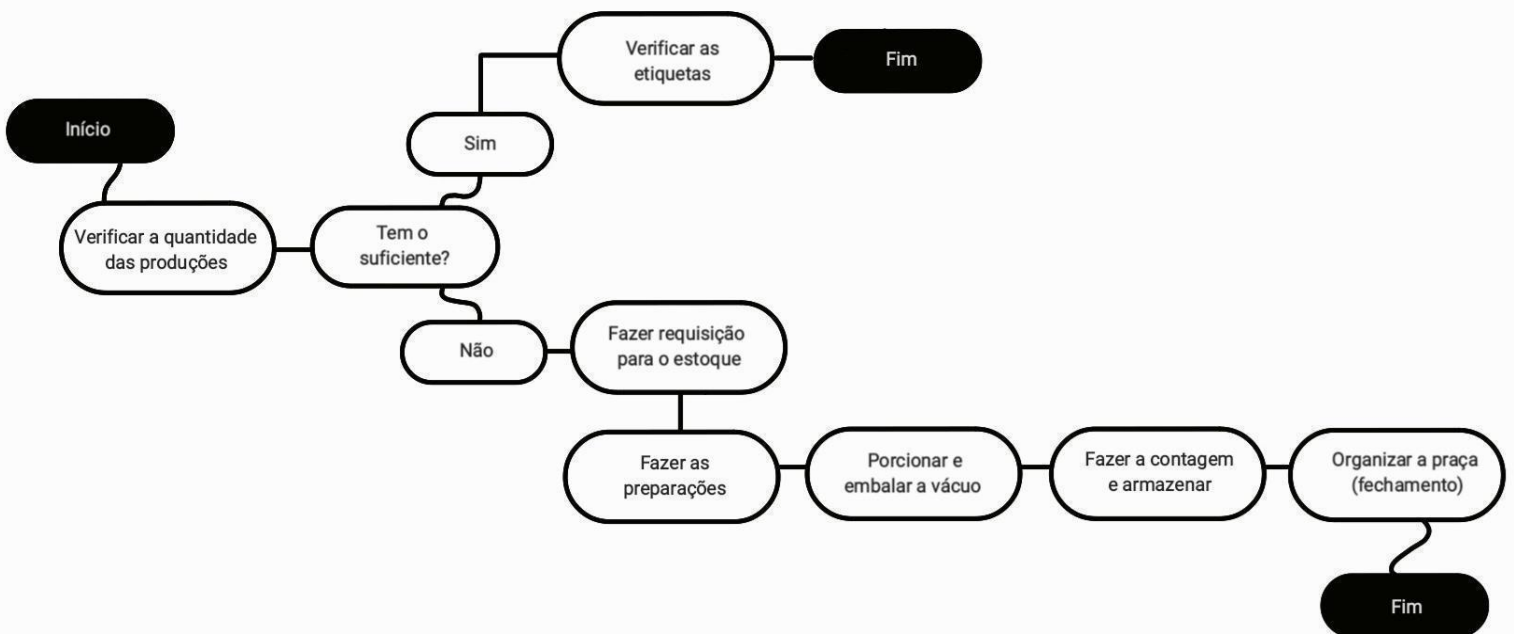 Início
Verificar a quantidade
das produções
Tem o
suficiente?
Sim
Verificar as
etiquetas
Fim
Não
Fazer requisição
para o estoque
Fazer as
preparações
Porcionar e
embalar a vácuo
Fazer a contagem
e armazenar
Organizar a praça
(fechamento)
Fim